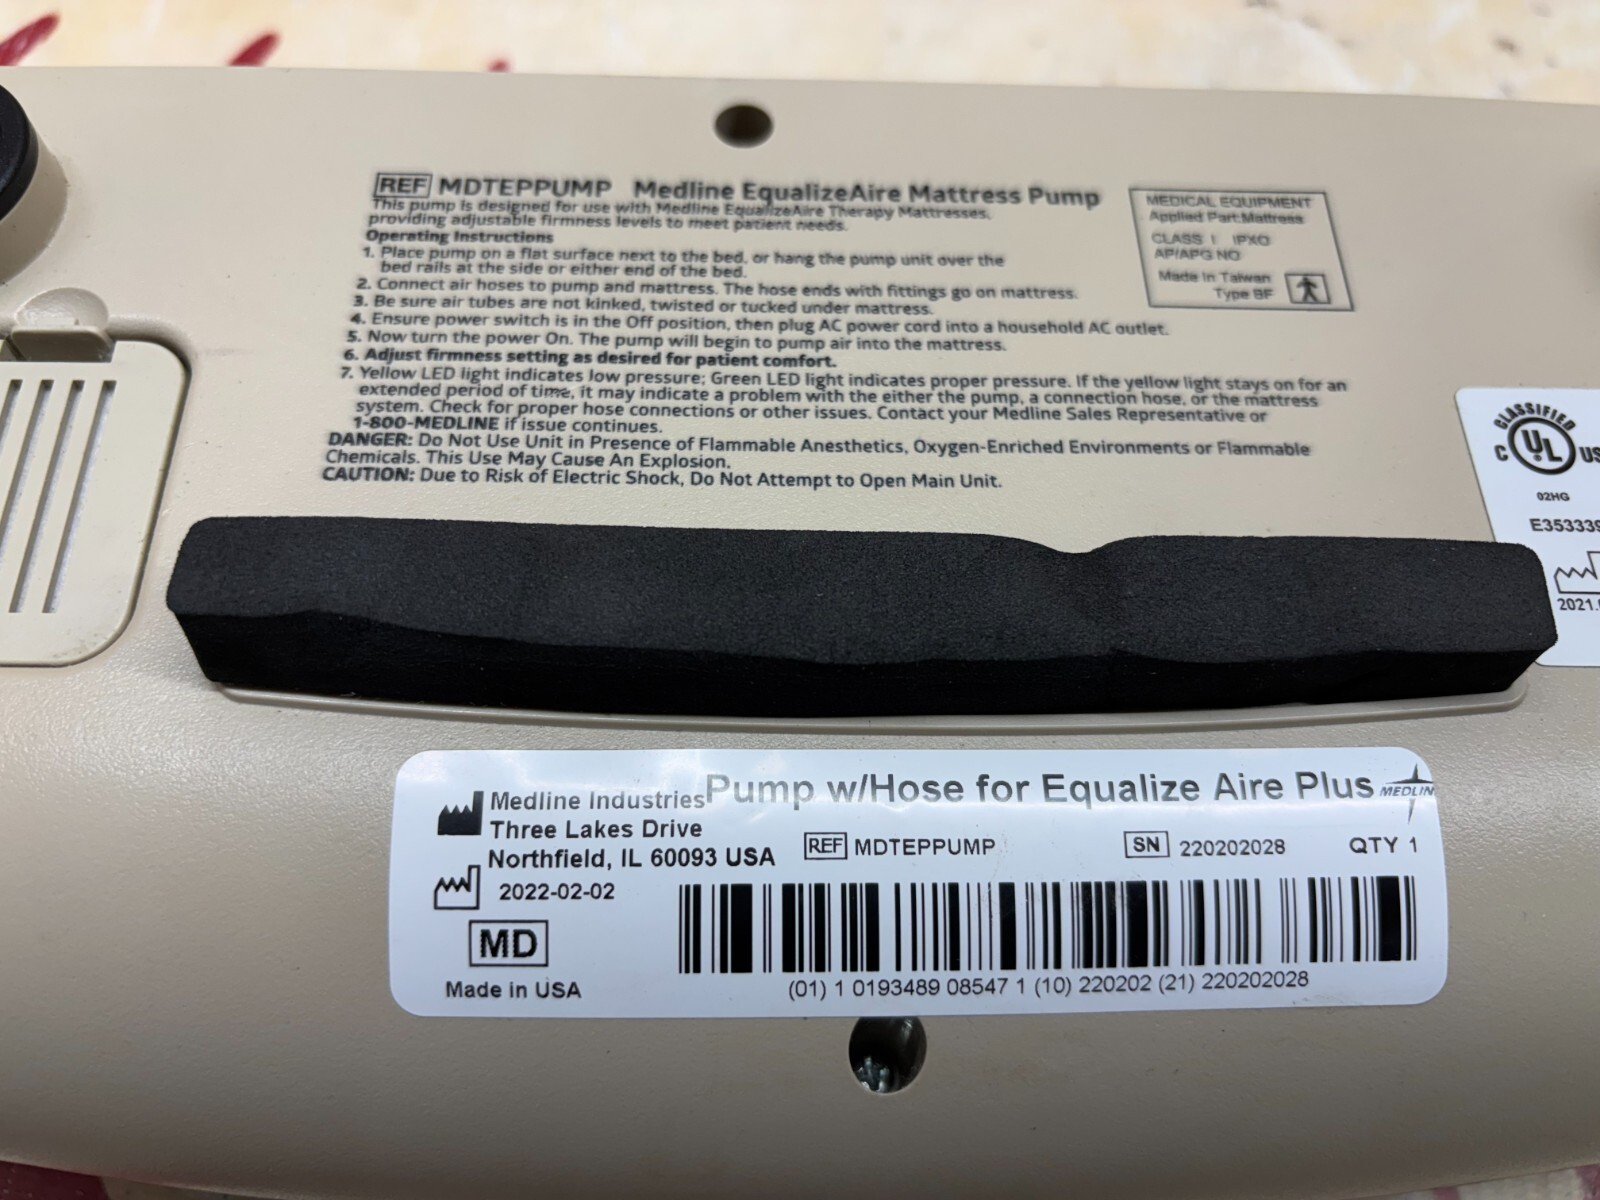 REF MDTEPPUMP Medline EqualizeAire Mattress Pump
This pump is designed for use with Medline EqualizeAire Therapy Mattresses,
providing adjustable firmness levels to meet patient needs.
Operating Instructions
1. Place pump on a flat surface next to the bed, or hang the pump unit over the
bed rails at the side or either end of the bed.
2. Connect air hoses to pump and mattress. The hose ends with fittings go on mattress.
3. Be sure air tubes are not kinked, twisted or tucked under mattress.
4. Ensure power switch is in the Off position, then plug AC power cord into a household AC outlet.
5. Now turn the power On. The pump will begin to pump air into the mattress.
6. Adjust firmness setting as desired for patient comfort.
7. Yellow LED light indicates low pressure; Green LED light indicates proper pressure. If the yellow light stays on for an
extended period of time, it may indicate a problem with the either the pump, a connection hose, or the mattress
system. Check for proper hose connections or other issues. Contact your Medline Sales Representative or
1-800-MEDLINE if issue continues.
DANGER: Do Not Use Unit in Presence of Flammable Anesthetics, Oxygen-Enriched Environments or Flammable
Chemicals. This Use May Cause An Explosion.
CAUTION: Due to Risk of Electric Shock, Do Not Attempt to Open Main Unit.
MEDICAL EQUIPMENT
Applied Part:Mattress
CLASS I IPX0
AP/APG NO
Made In Taiwan
Type BF
CLASSIFIED
C UL US
02HG
E353339
2021.
Pump w/Hose for Equalize Aire Plus MEDLIN
Medline Industries
Three Lakes Drive
Northfield, IL 60093 USA
REF MDTEPPUMP SN 220202028 QTY 1
2022-02-02
MD
Made in USA
(01) 1 0193489 08547 1 (10) 220202 (21) 220202028